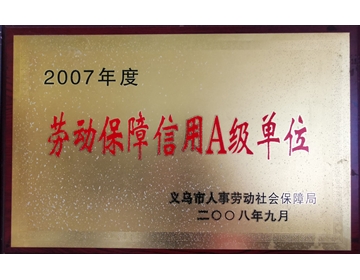 2007年度
劳动保障信用A级单位
义乌市人事劳动社会保障局
二〇〇八年九月